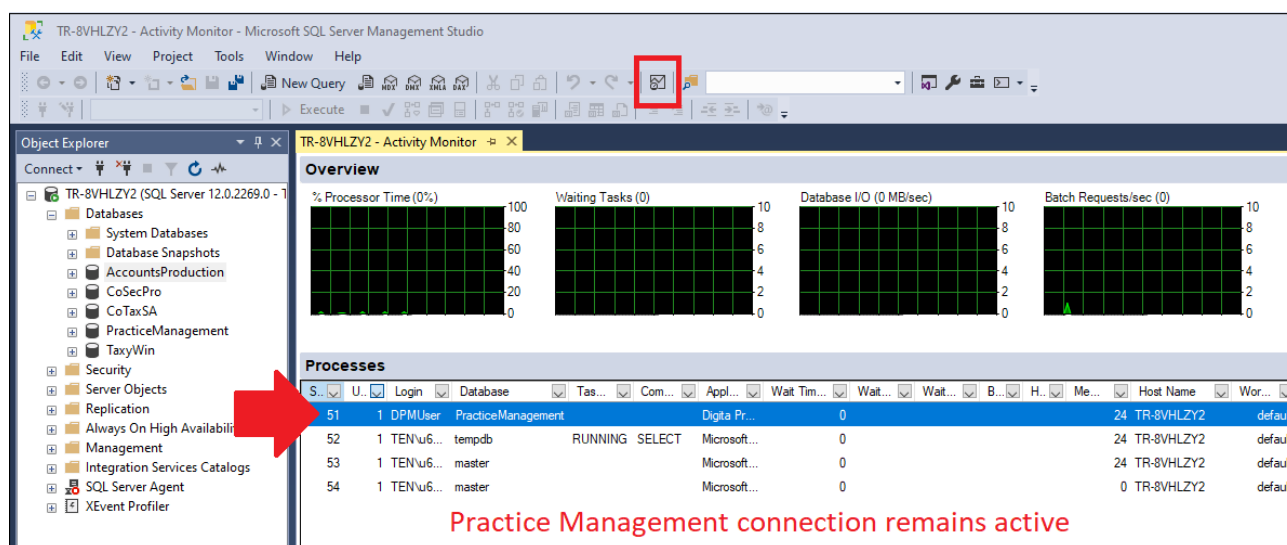 TR-8VHLZY2 - Activity Monitor - Microsoft SQL Server Management Studio
File Edit View Project Tools Window Help
New Query MDX DMX XMLA DAX
Execute
Object Explorer
TR-8VHLZY2 - Activity Monitor
Connect
Overview
TR-8VHLZY2 (SQL Server 12.0.2269.0 - T
Databases
System Databases
Database Snapshots
AccountsProduction
CoSecPro
CoTaxSA
PracticeManagement
TaxyWin
Security
Server Objects
Replication
Always On High Availabili
Management
Integration Services Catalogs
SQL Server Agent
XEvent Profiler
% Processor Time (0%)
100
80
60
40
20
0
Waiting Tasks (0)
10
8
6
4
2
0
Database I/O (0 MB/sec)
10
8
6
4
2
0
Batch Requests/sec (0)
10
8
6
4
2
0
Processes
S... U.. Login Database Tas... Com... Appl... Wait Tim... Wait... Wait... B... H.. Me... Host Name Wor...
51 1 DPMUser PracticeManagement Digita Pr... 0 24 TR-8VHLZY2 defau
52 1 TEN\u6... tempdb RUNNING SELECT Microsoft... 0 24 TR-8VHLZY2 defau
53 1 TEN\u6... master Microsoft... 0 24 TR-8VHLZY2 defau
54 1 TEN\u6... master Microsoft... 0 0 TR-8VHLZY2 defau
Practice Management connection remains active